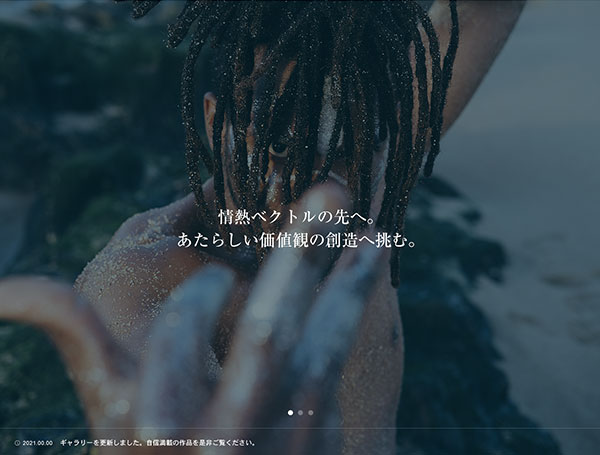 情熱ベクトルの先へ。
あたらしい価値観の創造へ挑む。
2021.00.00 ギャラリーを更新しました。自信満載の作品を是非ご覧ください。